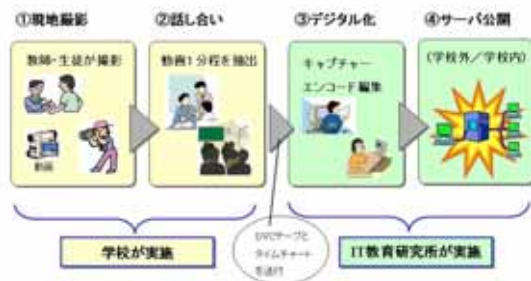 ①現地撮影
②話し合い
③デジタル化
④サーバ公開
教師・生徒が撮影
動画
動画1分程を抽出
キャプチャー
エンコード編集
(学校外/学校内)
学校が実施
DVCテープと
タイムチャート
を送付
IT教育研究所が実施